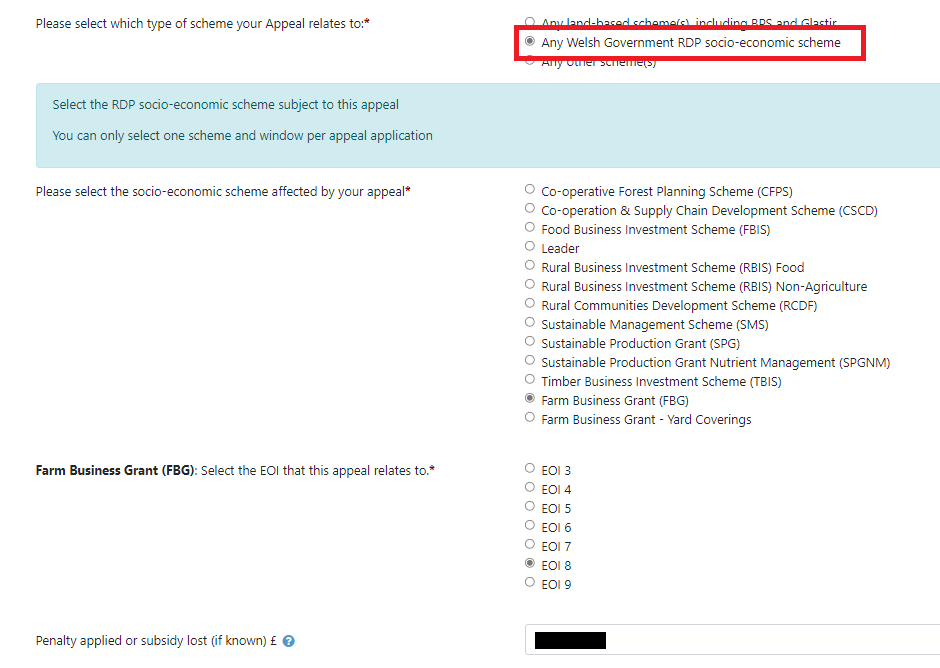 Please select which type of scheme your Appeal relates to:*
Any land-based scheme(s), including BPS and Glastir
Any Welsh Government RDP socio-economic scheme
Any other scheme(s)
Select the RDP socio-economic scheme subject to this appeal
You can only select one scheme and window per appeal application
Please select the socio-economic scheme affected by your appeal*
Co-operative Forest Planning Scheme (CFPS)
Co-operation & Supply Chain Development Scheme (CSCD)
Food Business Investment Scheme (FBIS)
Leader
Rural Business Investment Scheme (RBIS) Food
Rural Business Investment Scheme (RBIS) Non-Agriculture
Rural Communities Development Scheme (RCDF)
Sustainable Management Scheme (SMS)
Sustainable Production Grant (SPG)
Sustainable Production Grant Nutrient Management (SPGNM)
Timber Business Investment Scheme (TBIS)
Farm Business Grant (FBG)
Farm Business Grant - Yard Coverings
Farm Business Grant (FBG): Select the EOI that this appeal relates to.*
EOI 3
EOI 4
EOI 5
EOI 6
EOI 7
EOI 8
EOI 9
Penalty applied or subsidy lost (if known) £ ?